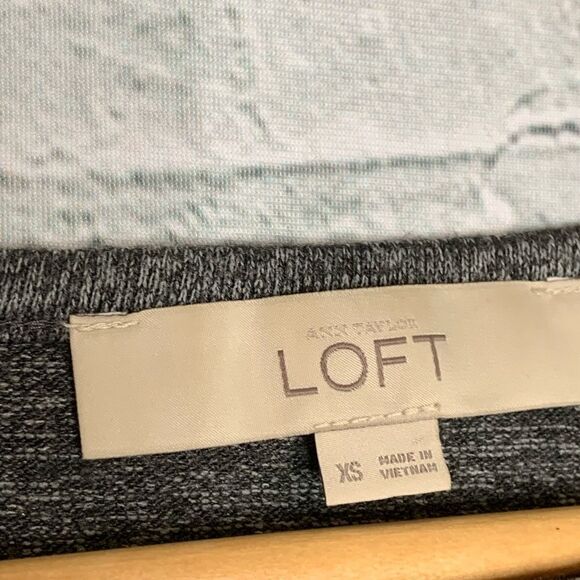 ANN TAYLOR
LOFT
XS MADE IN
VIETNAM